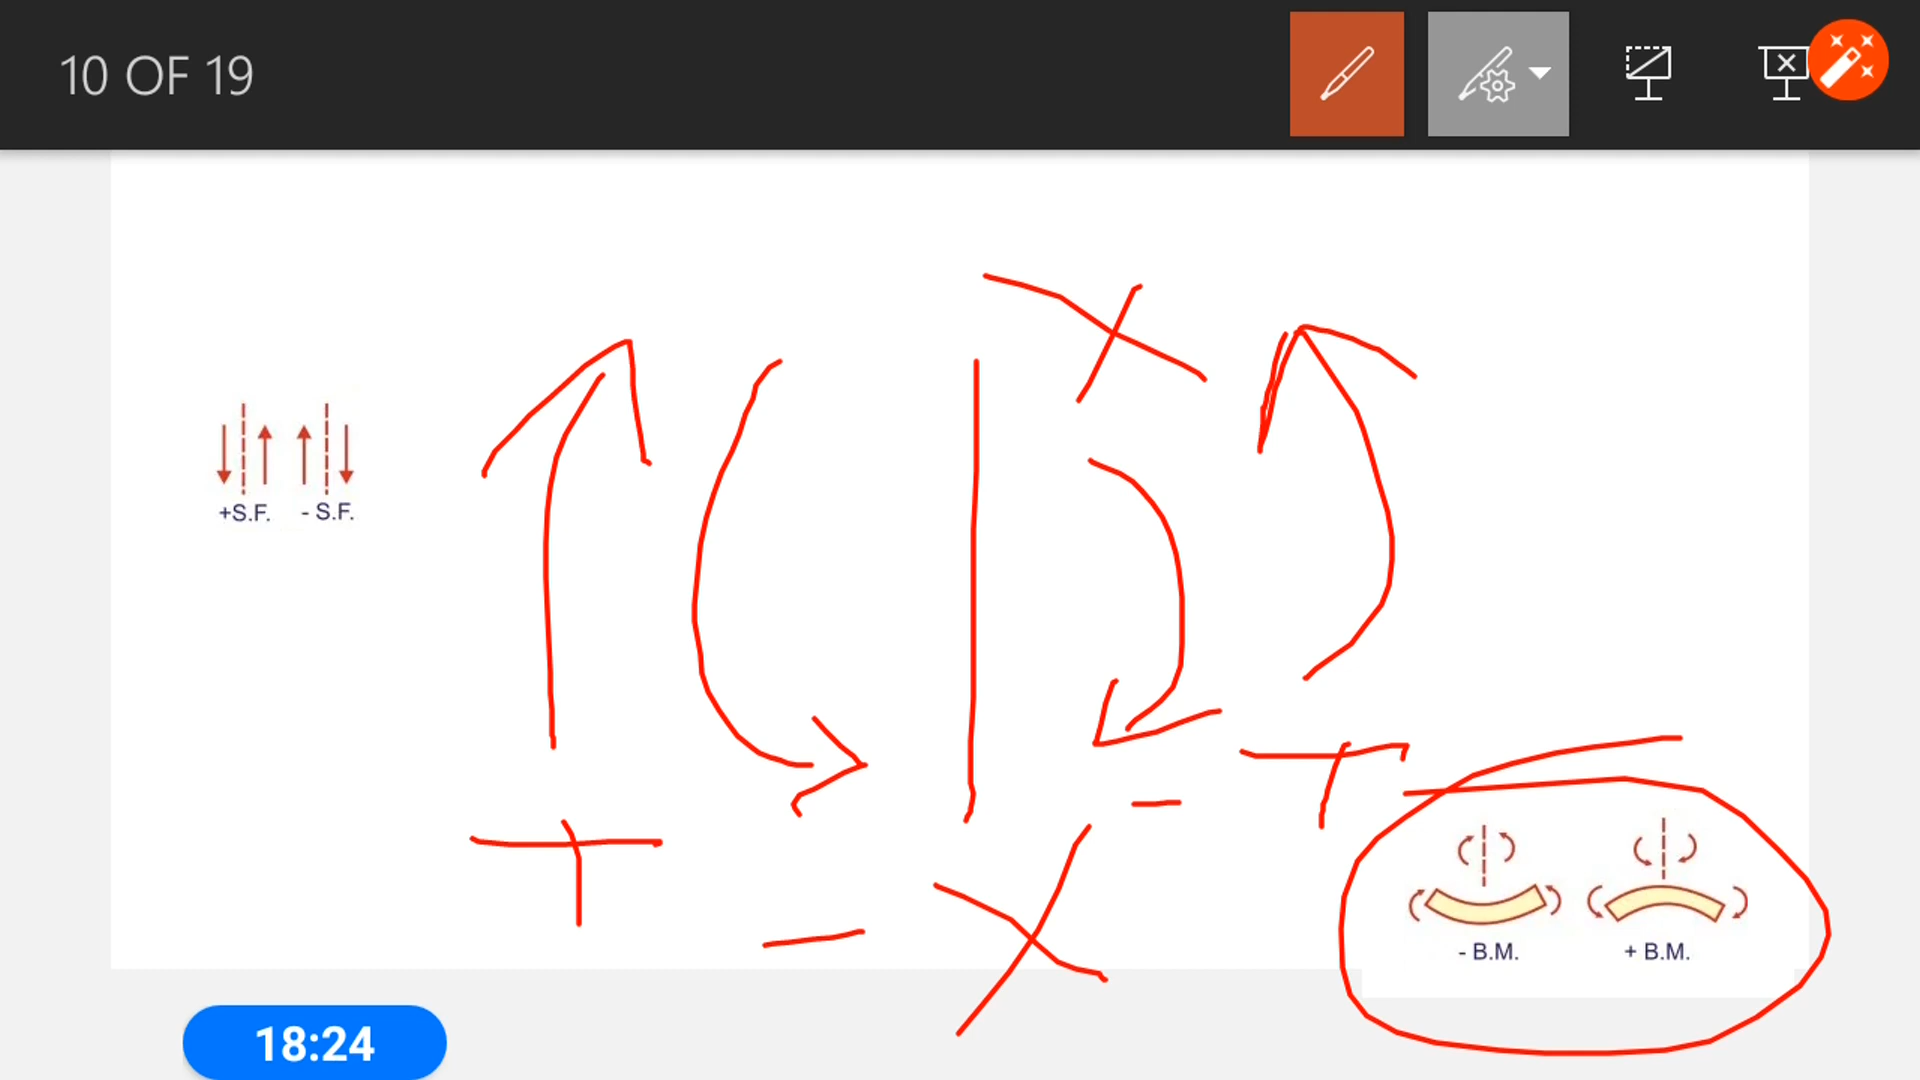 10 OF 19
+S.F. - S.F.
X
+
-
X
-
+
- B.M. + B.M.
18:24